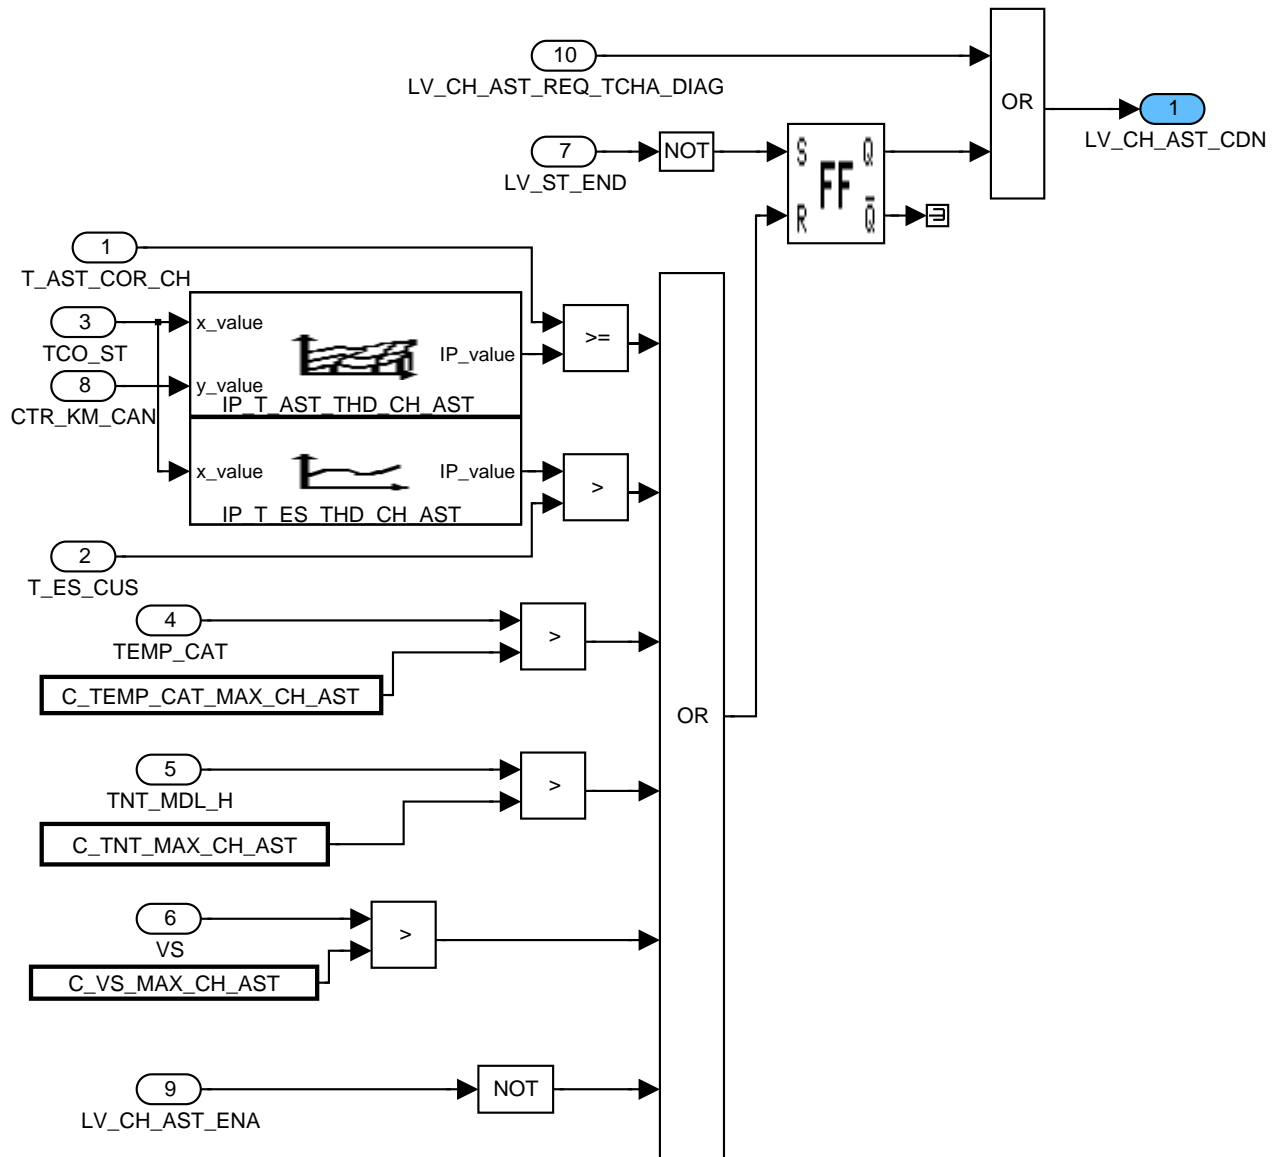 10
LV_CH_AST_REQ_TCHA_DIAG
OR
1
LV_CH_AST_CDN
7
LV_ST_END
NOT
S Q
FF
R Q̅
1
T_AST_COR_CH
3
TCO_ST
x_value
IP_value
>=
8
CTR_KM_CAN
y_value
IP_T_AST_THD_CH_AST
x_value
IP_value
>
IP_T_ES_THD_CH_AST
2
T_ES_CUS
4
TEMP_CAT
>
C_TEMP_CAT_MAX_CH_AST
OR
5
TNT_MDL_H
>
C_TNT_MAX_CH_AST
6
VS
>
C_VS_MAX_CH_AST
9
LV_CH_AST_ENA
NOT